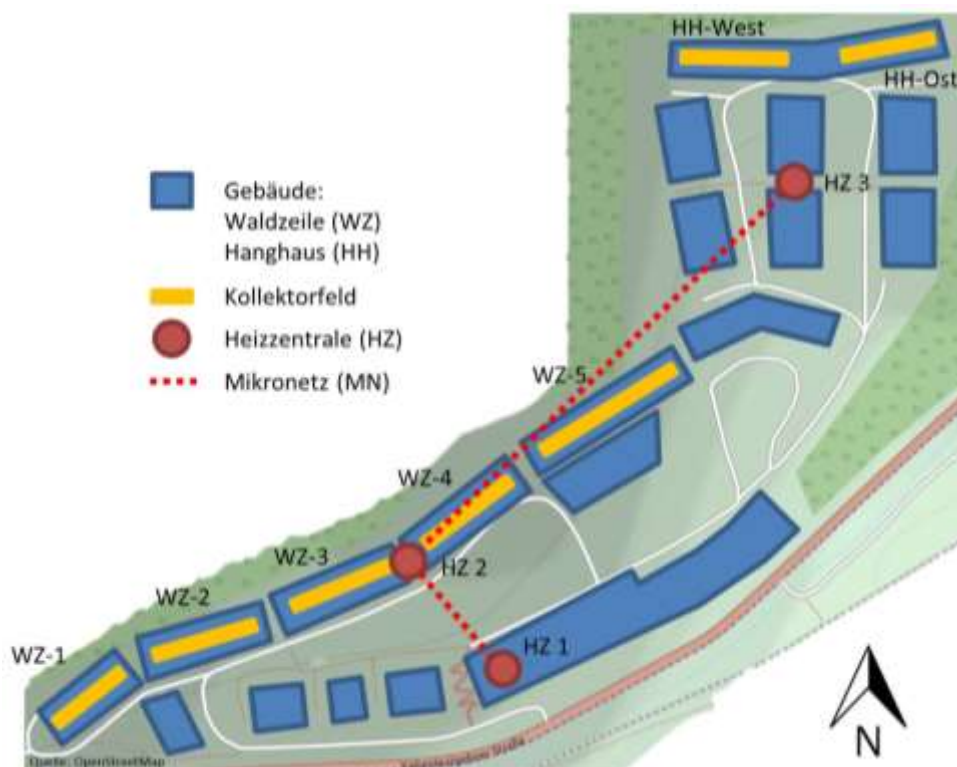 HH-West
HH-Ost
Gebäude:
Waldzeile (WZ)
Hanghaus (HH)
Kollektorfeld
Heizzentrale (HZ)
Mikronetz (MN)
HZ 3
WZ-5
WZ-4
WZ-3
HZ 2
WZ-2
WZ-1
HZ 1
N
Quelle: OpenStreetMap